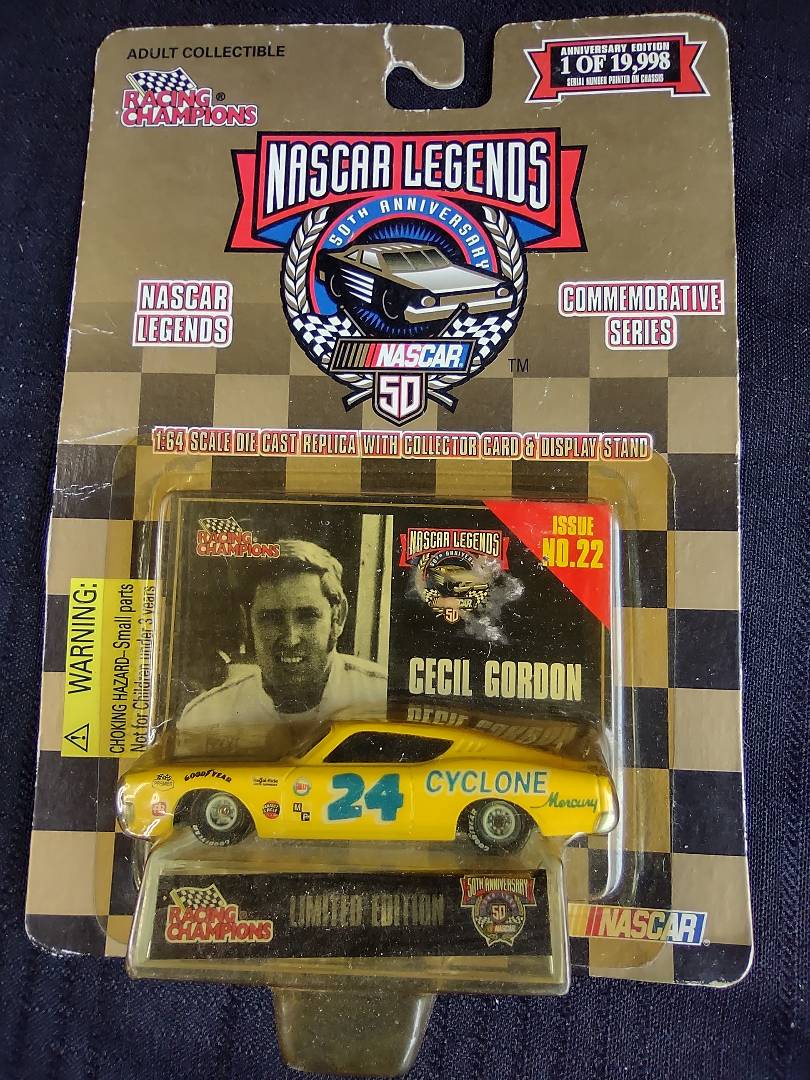 ADULT COLLECTIBLE
RACING
CHAMPIONS®
ANNIVERSARY EDITION
1 OF 19,998
SERIAL NUMBER PRINTED ON CHASSIS
NASCAR LEGENDS
50TH ANNIVERSARY
NASCAR
LEGENDS
COMMEMORATIVE
SERIES
NASCAR
TM
50
1:64 SCALE DIE CAST REPLICA WITH COLLECTOR CARD & DISPLAY STAND
RACING
CHAMPIONS
NASCAR LEGENDS
50
ISSUE
NO.22
CECIL GORDON
WARNING:
CHOKING HAZARD-Small parts
Not for Children under 3 years
GOODYEAR
24
CYCLONE
Mercury
RACING
CHAMPIONS
LIMITED EDITION
50TH ANNIVERSARY
50
NASCAR
NASCAR